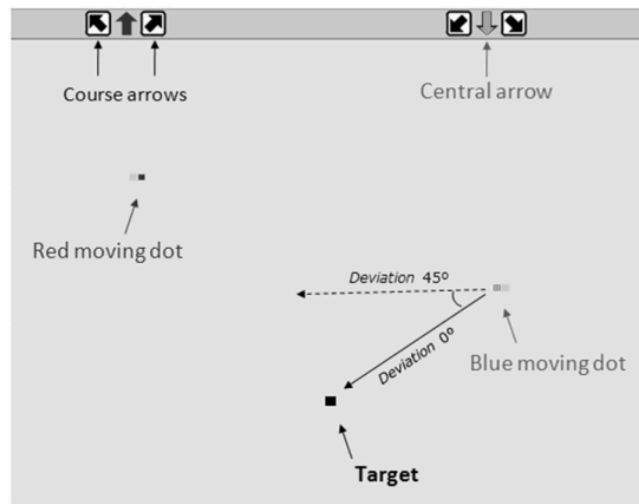 Course arrows
Central arrow
Red moving dot
Deviation 45º
Deviation 0º
Blue moving dot
Target